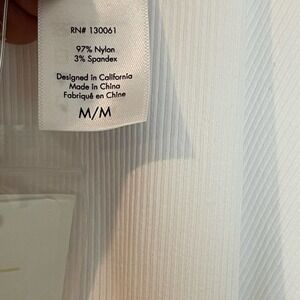 RN# 130061
97% Nylon
3% Spandex
Designed in California
Made in China
Fabriqué en Chine
M/M